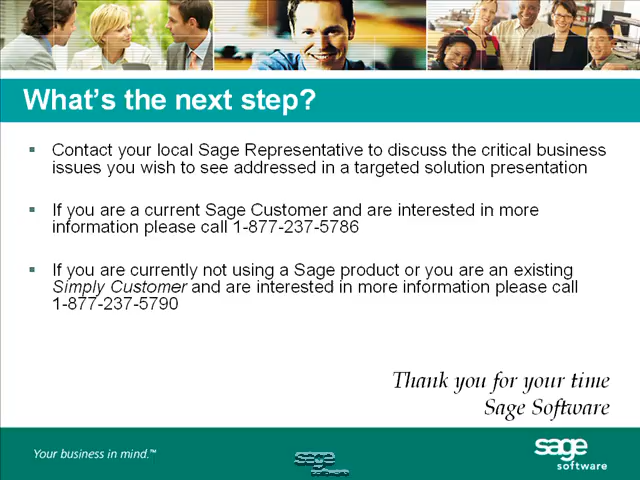 What's the next step?
▪ Contact your local Sage Representative to discuss the critical business
issues you wish to see addressed in a targeted solution presentation
▪ If you are a current Sage Customer and are interested in more
information please call 1-877-237-5786
▪ If you are currently not using a Sage product or you are an existing
Simply Customer and are interested in more information please call
1-877-237-5790
Thank you for your time
Sage Software
Your business in mind.™
sage
software
sage
software